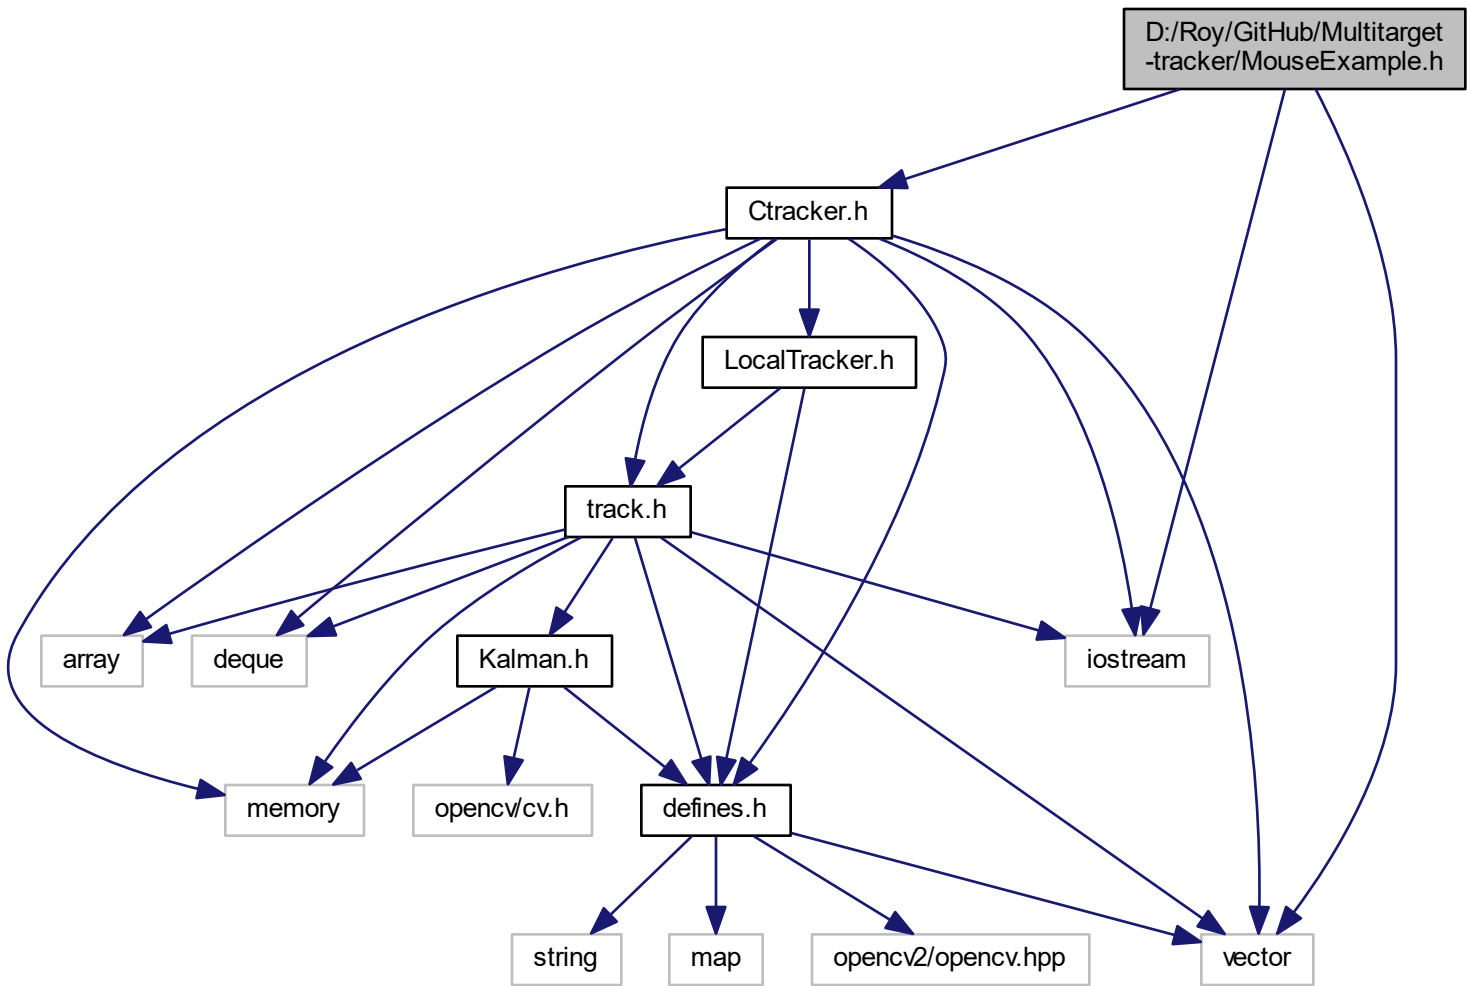 D:/Roy/GitHub/Multitarget
-tracker/MouseExample.h
Ctracker.h
LocalTracker.h
track.h
array
deque
Kalman.h
iostream
memory
opencv/cv.h
defines.h
string
map
opencv2/opencv.hpp
vector